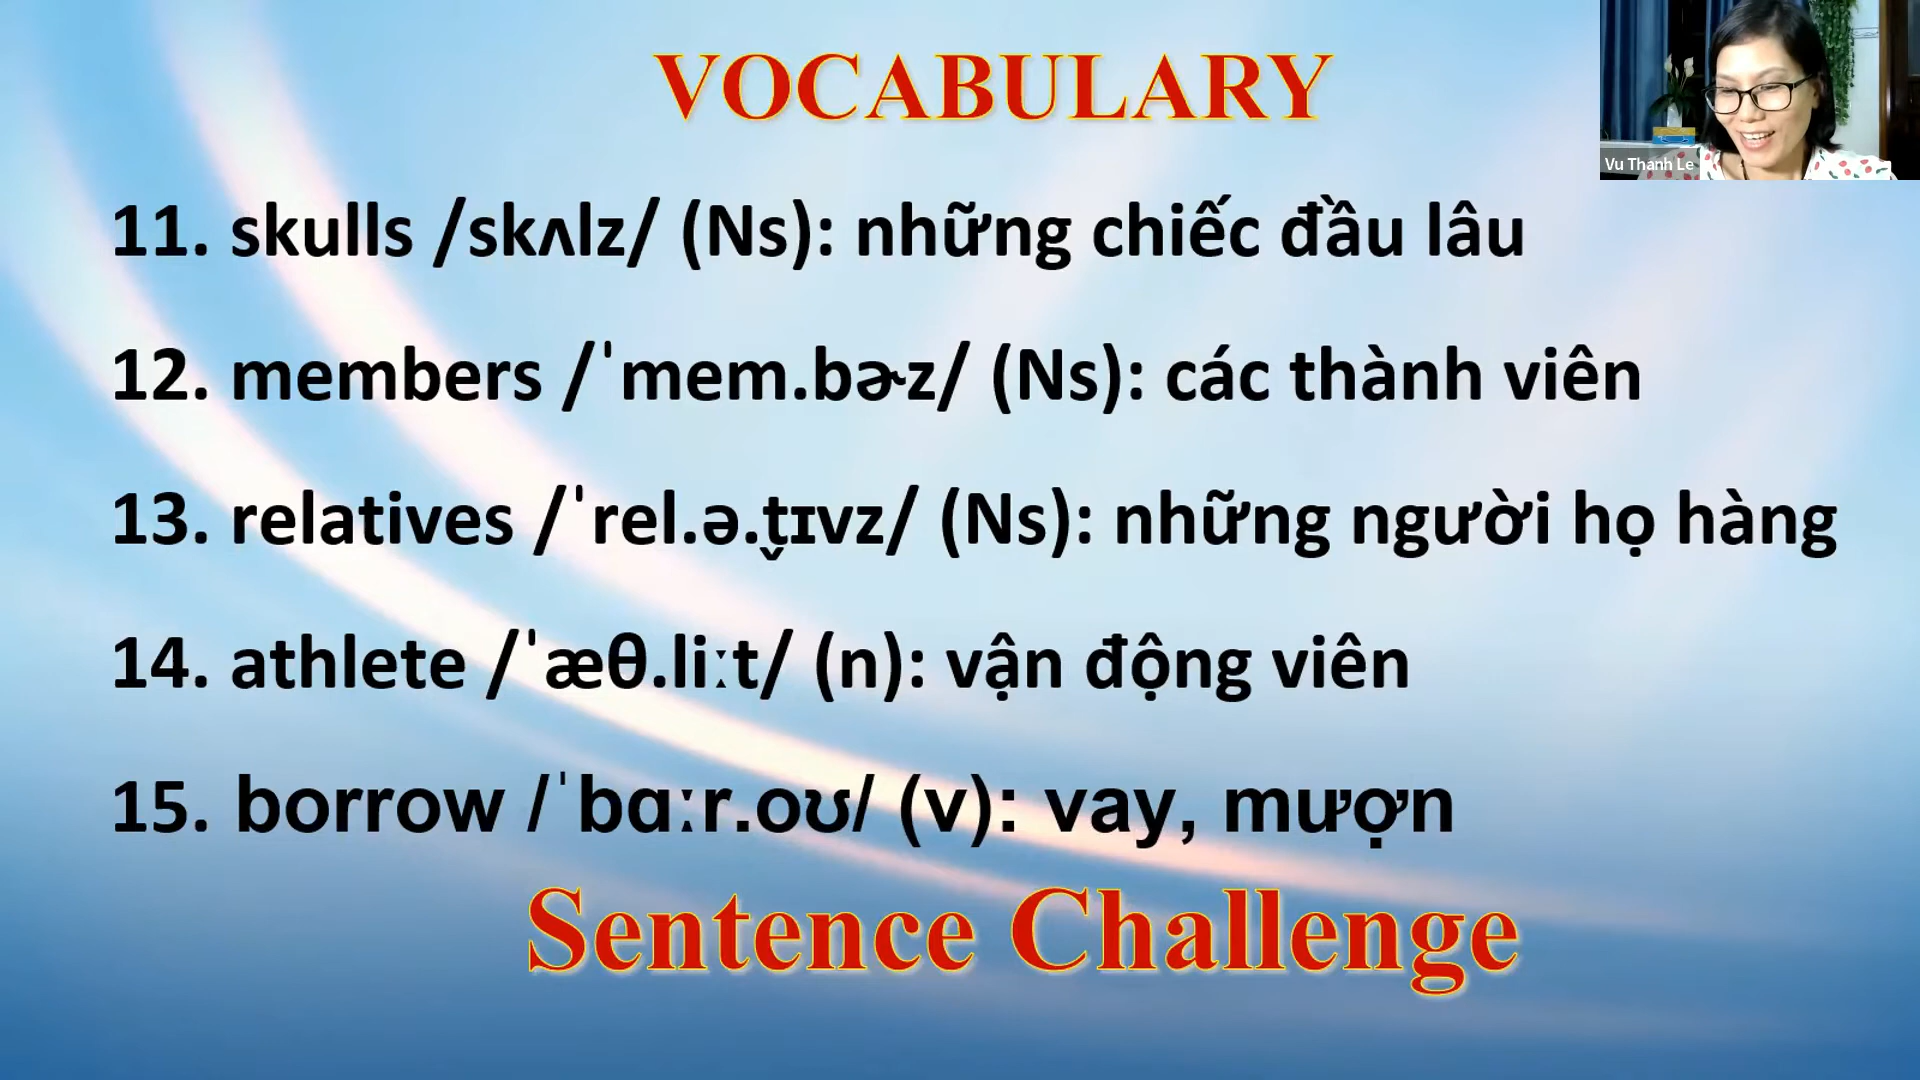 VOCABULARY
Vu Thanh Le
11. skulls /skʌlz/ (Ns): những chiếc đầu lâu
12. members /ˈmem.bɚz/ (Ns): các thành viên
13. relatives /ˈrel.ə.t̬ɪvz/ (Ns): những người họ hàng
14. athlete /ˈæθ.liːt/ (n): vận động viên
15. borrow /ˈbɑːr.oʊ/ (v): vay, mượn
Sentence Challenge